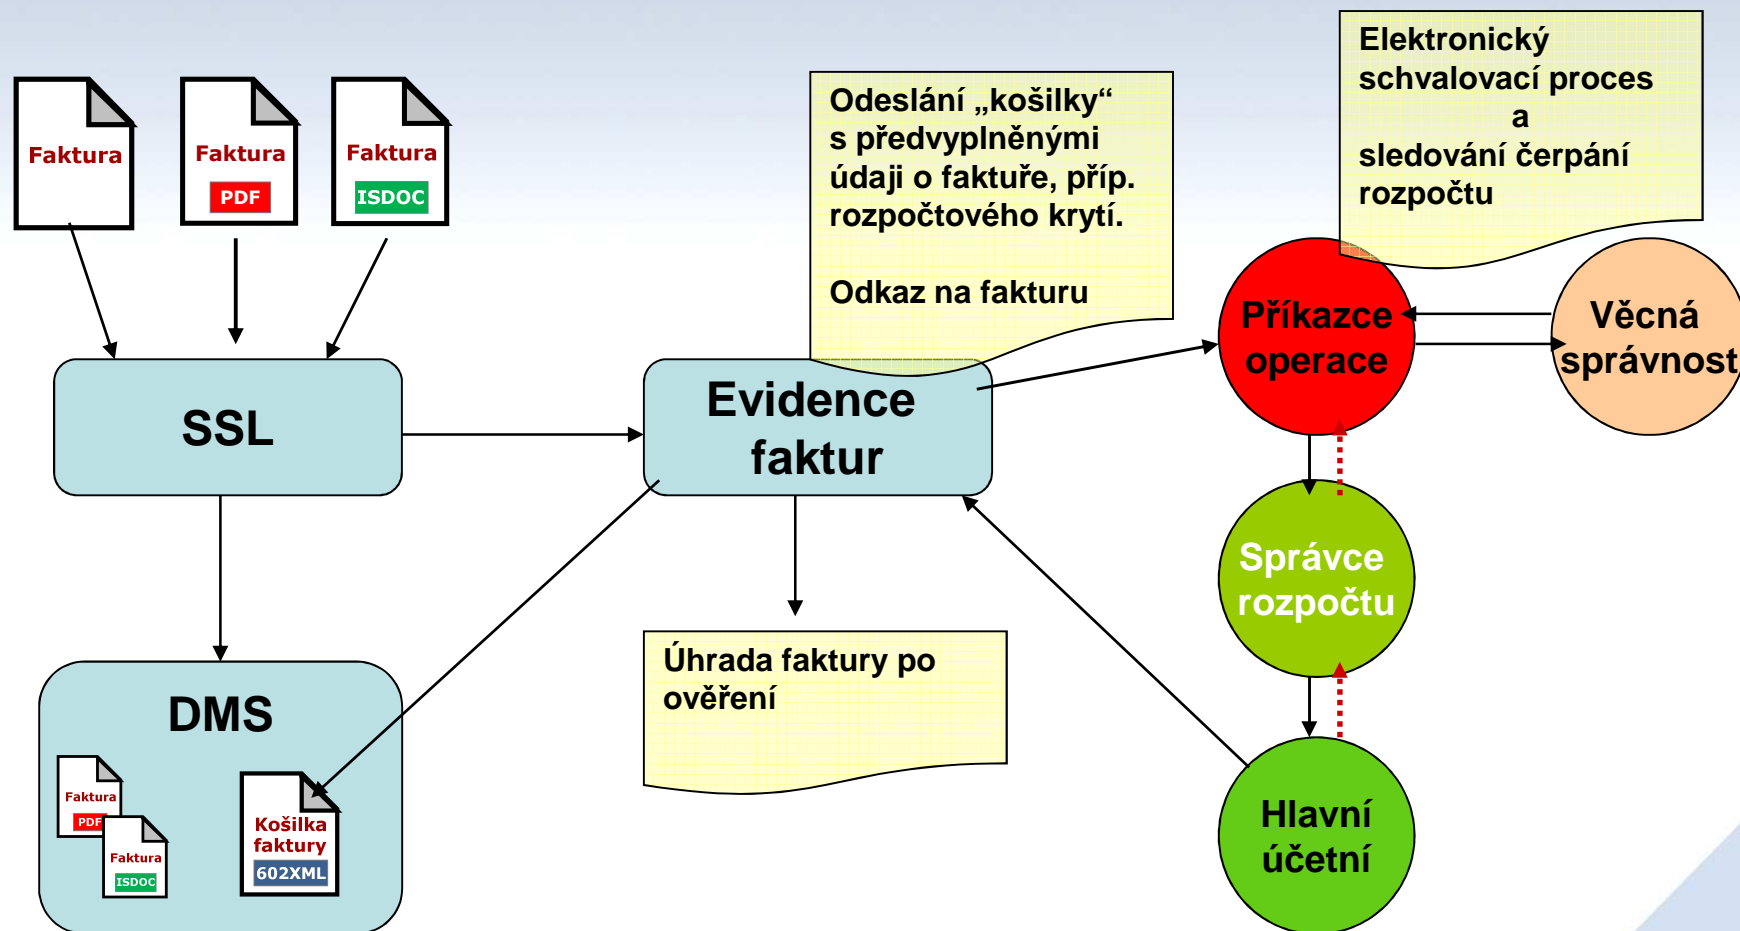 Faktura
Faktura
PDF
Faktura
ISDOC
Odeslání „košilky“
s předvyplněnými
údaji o faktuře, příp.
rozpočtového krytí.
Odkaz na fakturu
Elektronický
schvalovací proces
a
sledování čerpání
rozpočtu
SSL
Evidence
faktur
Příkazce
operace
Věcná
správnost
Správce
rozpočtu
Úhrada faktury po
ověření
DMS
Faktura
PDF
Faktura
ISDOC
Košilka
faktury
602XML
Hlavní
účetní